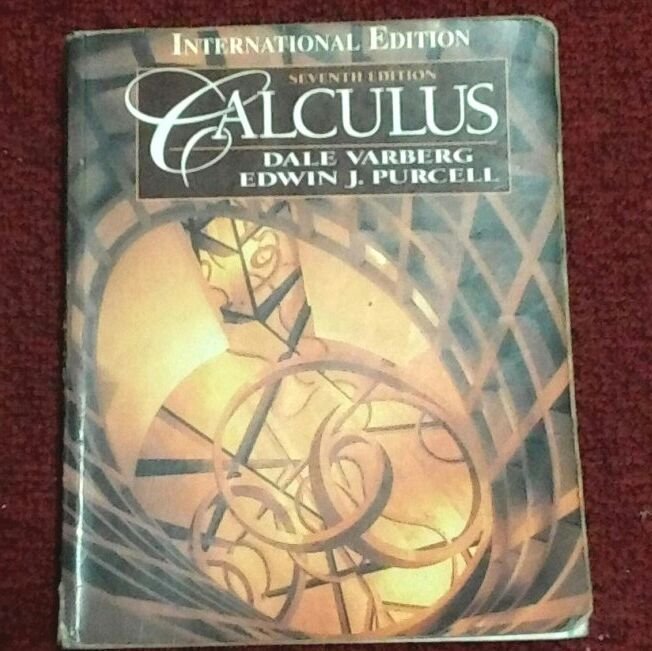 INTERNATIONAL EDITION
SEVENTH EDITION
CALCULUS
DALE VARBERG
EDWIN J. PURCELL